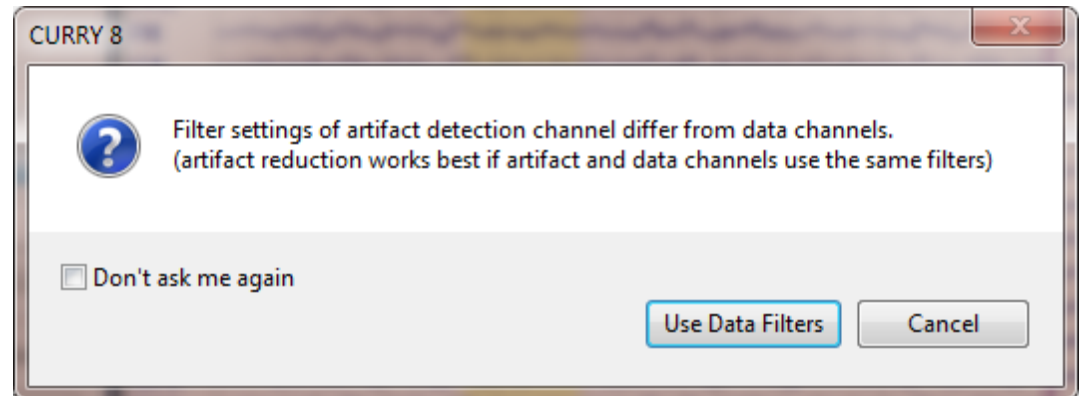 CURRY 8
Filter settings of artifact detection channel differ from data channels.
(artifact reduction works best if artifact and data channels use the same filters)
Don't ask me again
Use Data Filters
Cancel